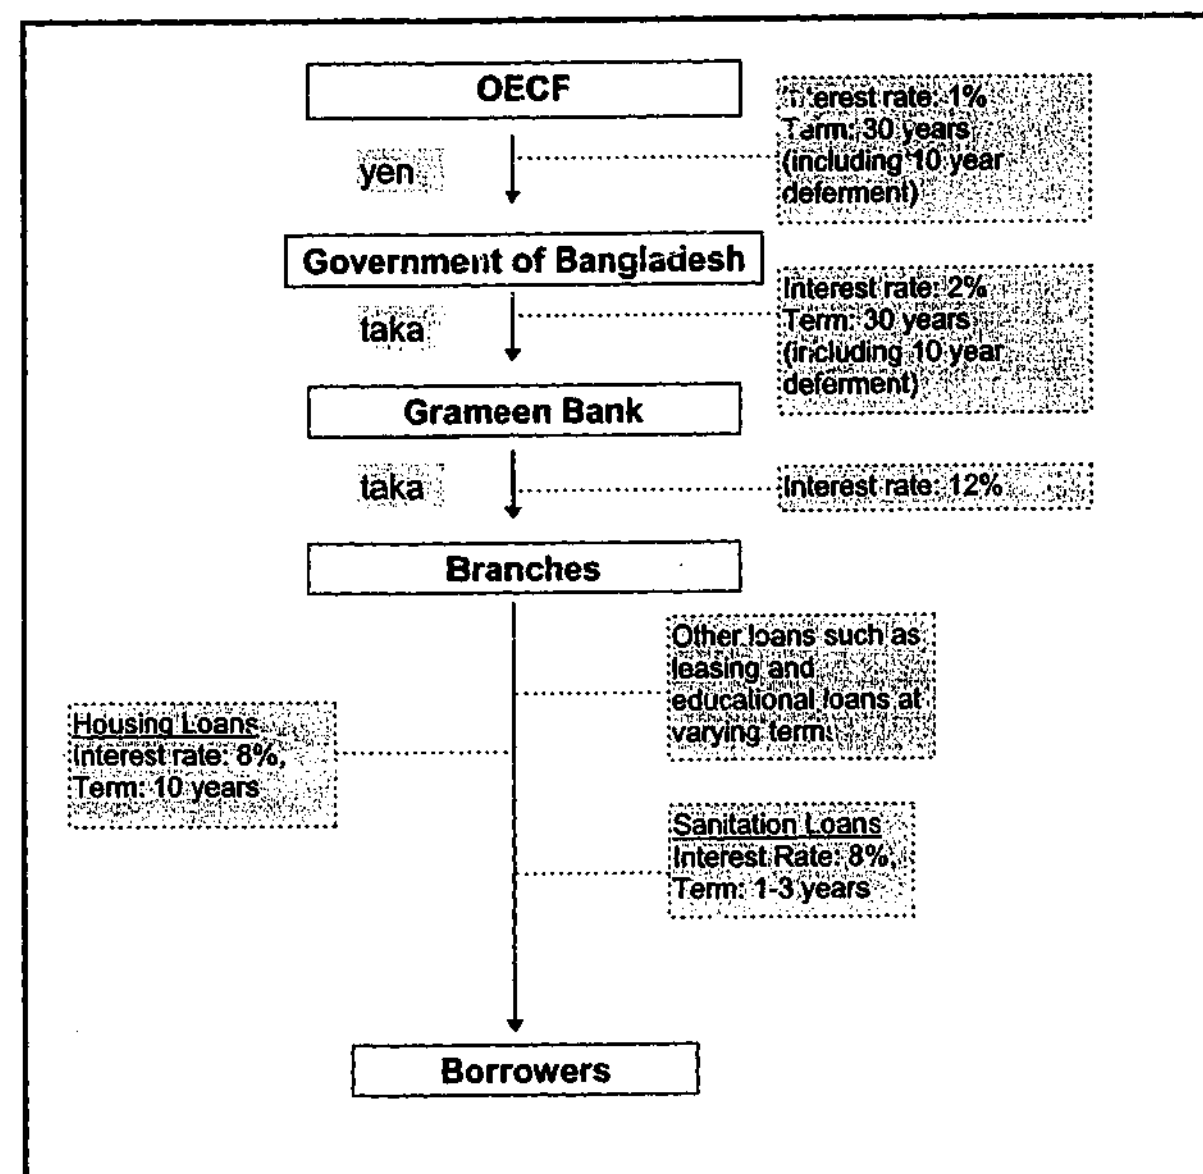 OECF
Interest rate: 1%
Term: 30 years
(including 10 year
deferment)
yen
Government of Bangladesh
Interest rate: 2%
Term: 30 years
(including 10 year
deferment)
taka
Grameen Bank
taka
Interest rate: 12%
Branches
Other loans such as
leasing and
educational loans at
varying terms
Housing Loans
Interest rate: 8%,
Term: 10 years
Sanitation Loans
Interest Rate: 8%,
Term: 1-3 years
Borrowers